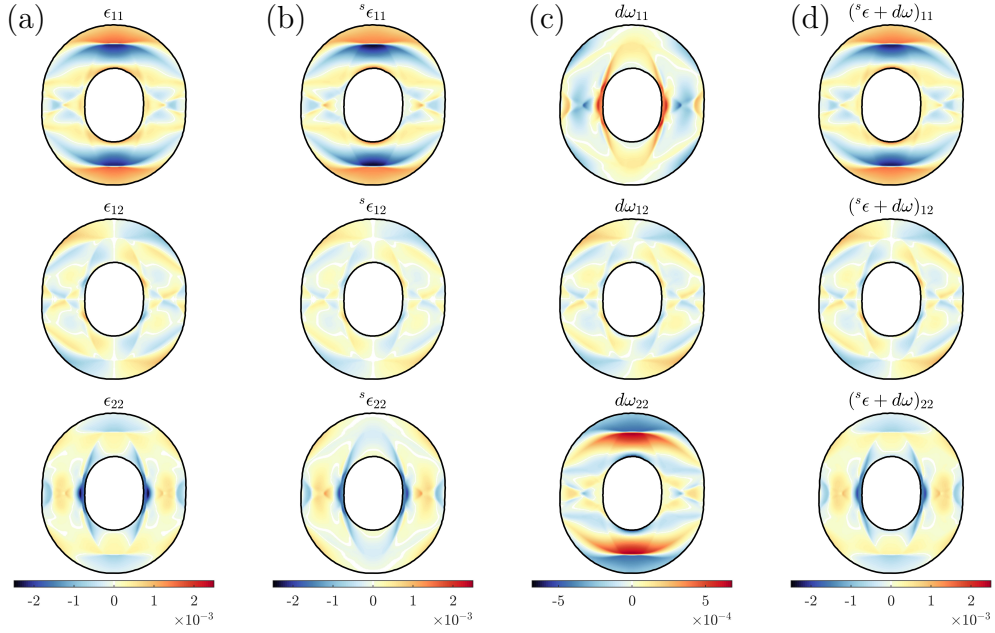 (a) (b) (c) (d)
ϵ₁₁ ˢϵ₁₁ dω₁₁ (ˢϵ + dω)₁₁
ϵ₁₂ ˢϵ₁₂ dω₁₂ (ˢϵ + dω)₁₂
ϵ₂₂ ˢϵ₂₂ dω₂₂ (ˢϵ + dω)₂₂
-2 -1 0 1 2 -2 -1 0 1 2 -5 0 5 -2 -1 0 1 2
×10⁻³ ×10⁻³ ×10⁻⁴ ×10⁻³